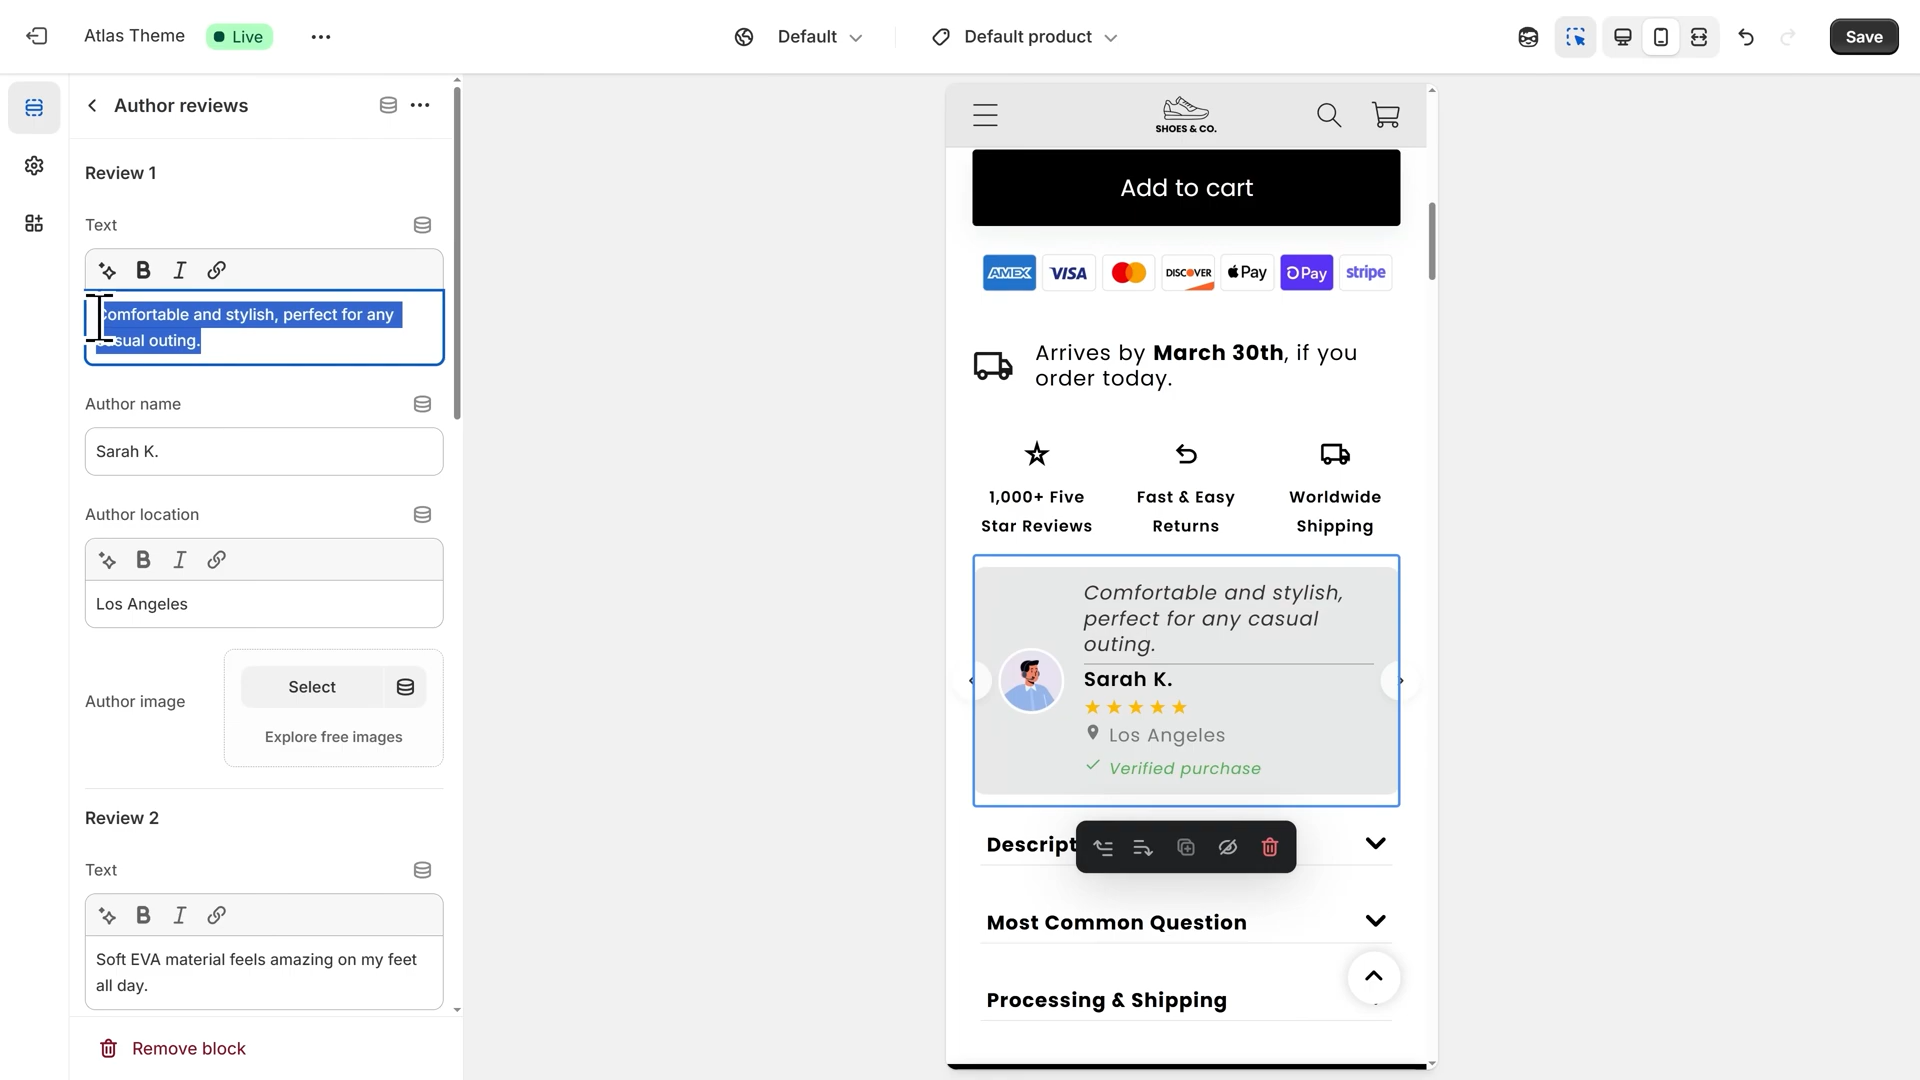 Atlas Theme
Live
Default
Default product
Save
Author reviews
Review 1
Text
B I
Comfortable and stylish, perfect for any
casual outing.
Author name
Sarah K.
Author location
B I
Los Angeles
Author image
Select
Explore free images
Review 2
Text
B I
Soft EVA material feels amazing on my feet
all day.
Remove block
SHOES & CO.
Add to cart
AMEX
VISA
DISCOVER
Pay
Pay
stripe
Arrives by March 30th, if you
order today.
1,000+ Five
Star Reviews
Fast & Easy
Returns
Worldwide
Shipping
Comfortable and stylish,
perfect for any casual
outing.
Sarah K.
Los Angeles
Verified purchase
Descript
Most Common Question
Processing & Shipping